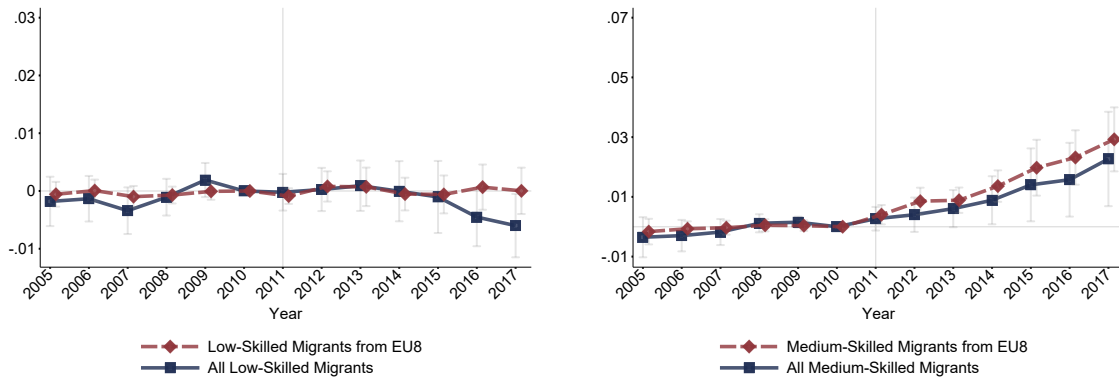 .03
.02
.01
0
-.01
2005 2006 2007 2008 2009 2010 2011 2012 2013 2014 2015 2016 2017
Year
Low-Skilled Migrants from EU8
All Low-Skilled Migrants
.07
.05
.03
.01
-.01
2005 2006 2007 2008 2009 2010 2011 2012 2013 2014 2015 2016 2017
Year
Medium-Skilled Migrants from EU8
All Medium-Skilled Migrants